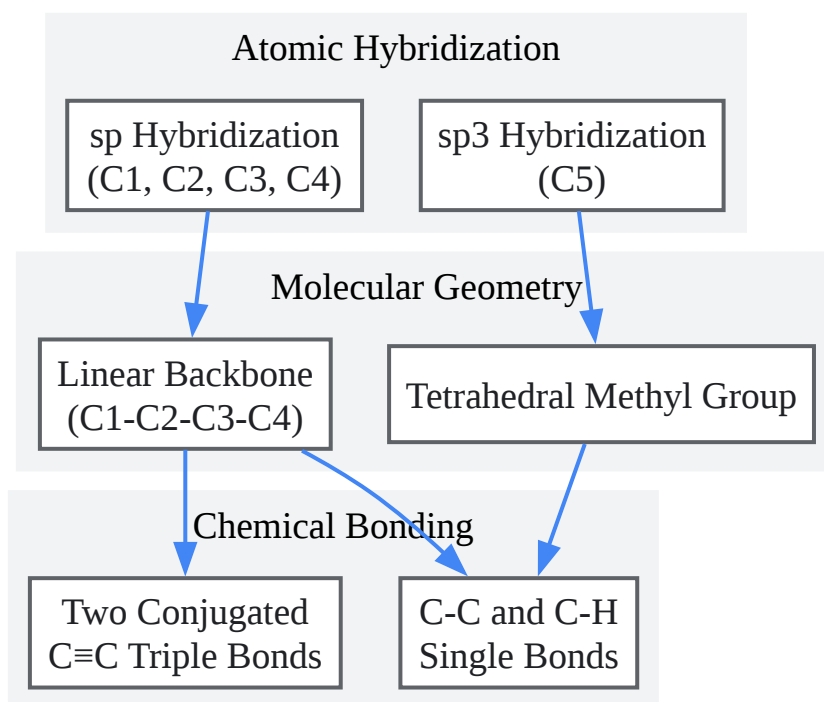 Atomic Hybridization
sp Hybridization
(C1, C2, C3, C4)
sp3 Hybridization
(C5)
Molecular Geometry
Linear Backbone
(C1-C2-C3-C4)
Tetrahedral Methyl Group
Chemical Bonding
Two Conjugated
C≡C Triple Bonds
C-C and C-H
Single Bonds